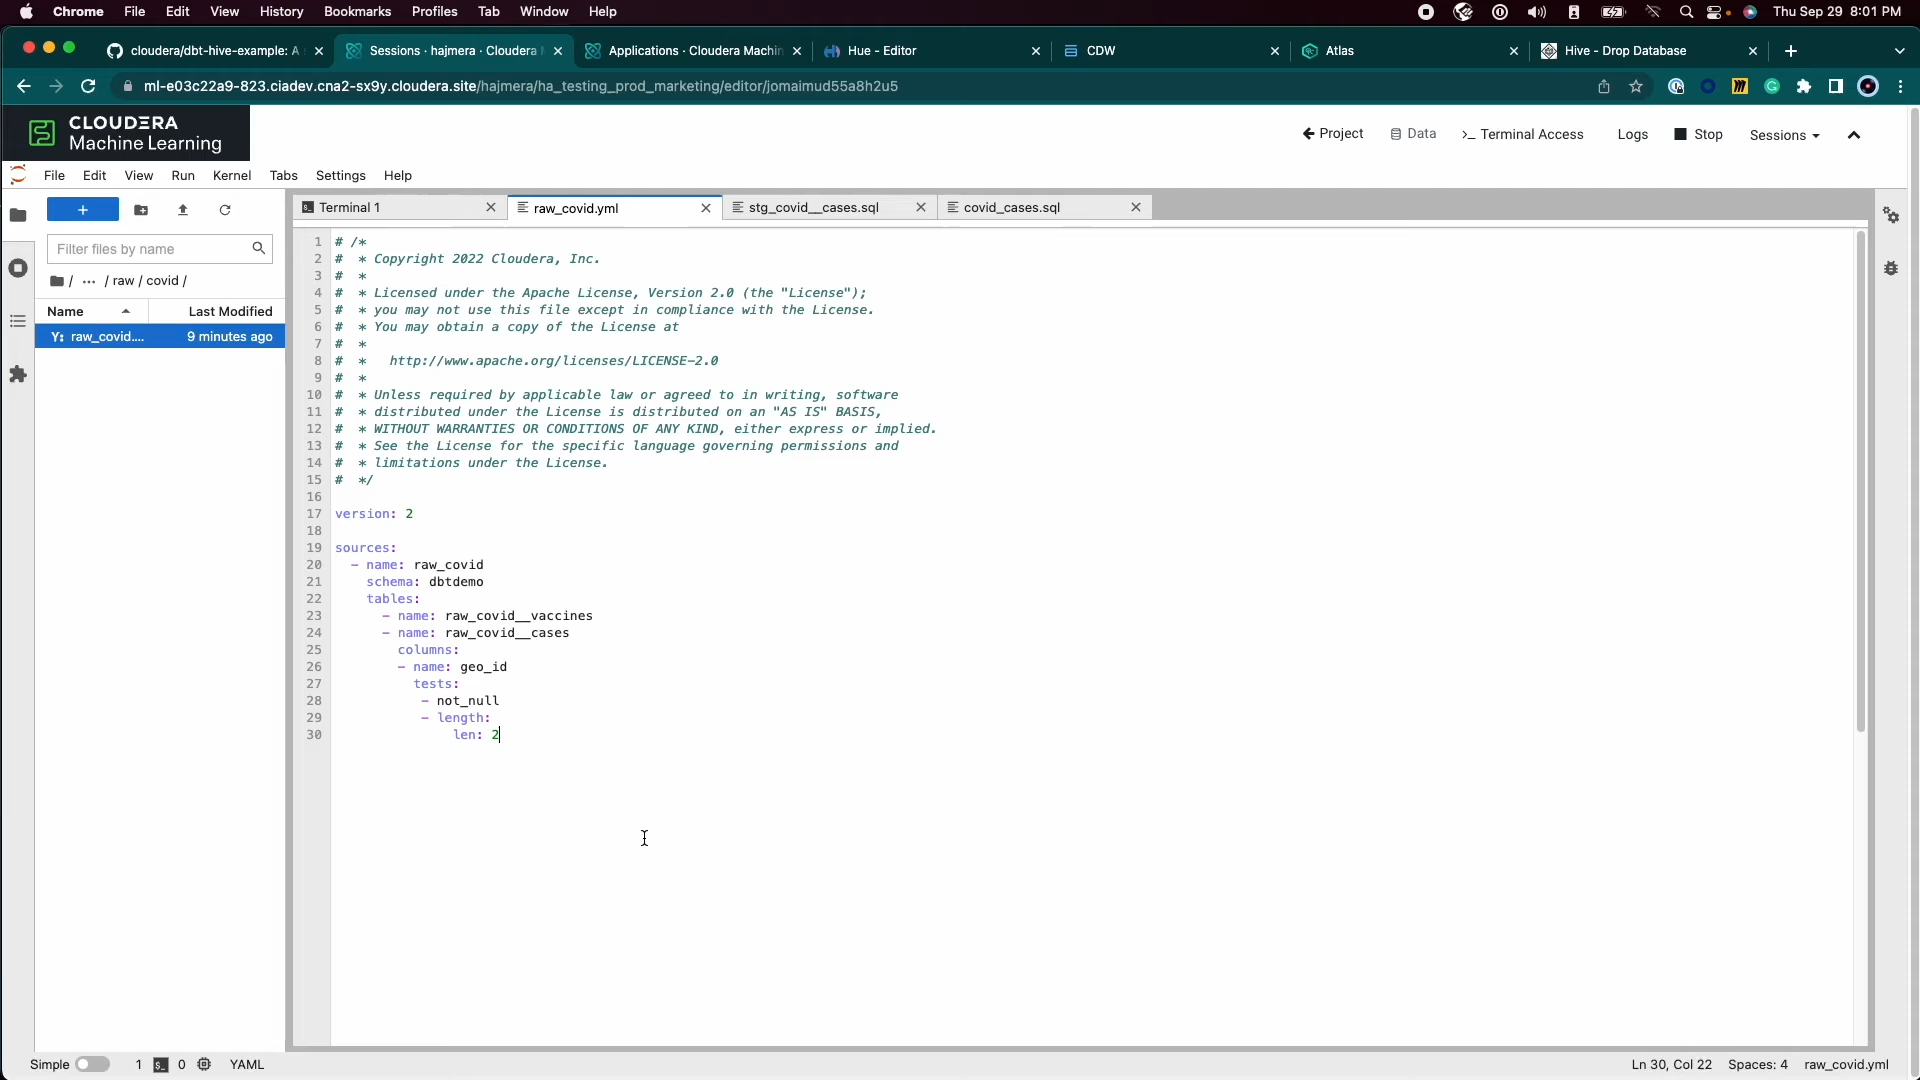 Chrome File Edit View History Bookmarks Profiles Tab Window Help Thu Sep 29 8:01 PM
cloudera/dbt-hive-example: A Sessions · hajmera · Cloudera Applications · Cloudera Machin Hue - Editor CDW Atlas Hive - Drop Database
ml-e03c22a9-823.ciadev.cna2-sx9y.cloudera.site/hajmera/ha_testing_prod_marketing/editor/jomaimud55a8h2u5
CLOUDERA
Machine Learning
Project Data >_ Terminal Access Logs Stop Sessions
File Edit View Run Kernel Tabs Settings Help
Terminal 1 raw_covid.yml stg_covid__cases.sql covid_cases.sql
Filter files by name
/ ··· / raw / covid /
Name Last Modified
Y: raw_covid.... 9 minutes ago
1 # /*
2 # * Copyright 2022 Cloudera, Inc.
3 # *
4 # * Licensed under the Apache License, Version 2.0 (the "License");
5 # * you may not use this file except in compliance with the License.
6 # * You may obtain a copy of the License at
7 # *
8 # * http://www.apache.org/licenses/LICENSE-2.0
9 # *
10 # * Unless required by applicable law or agreed to in writing, software
11 # * distributed under the License is distributed on an "AS IS" BASIS,
12 # * WITHOUT WARRANTIES OR CONDITIONS OF ANY KIND, either express or implied.
13 # * See the License for the specific language governing permissions and
14 # * limitations under the License.
15 # */
16
17 version: 2
18
19 sources:
20 - name: raw_covid
21 schema: dbtdemo
22 tables:
23 - name: raw_covid__vaccines
24 - name: raw_covid__cases
25 columns:
26 - name: geo_id
27 tests:
28 - not_null
29 - length:
30 len: 2
Simple 1 0 YAML Ln 30, Col 22 Spaces: 4 raw_covid.yml